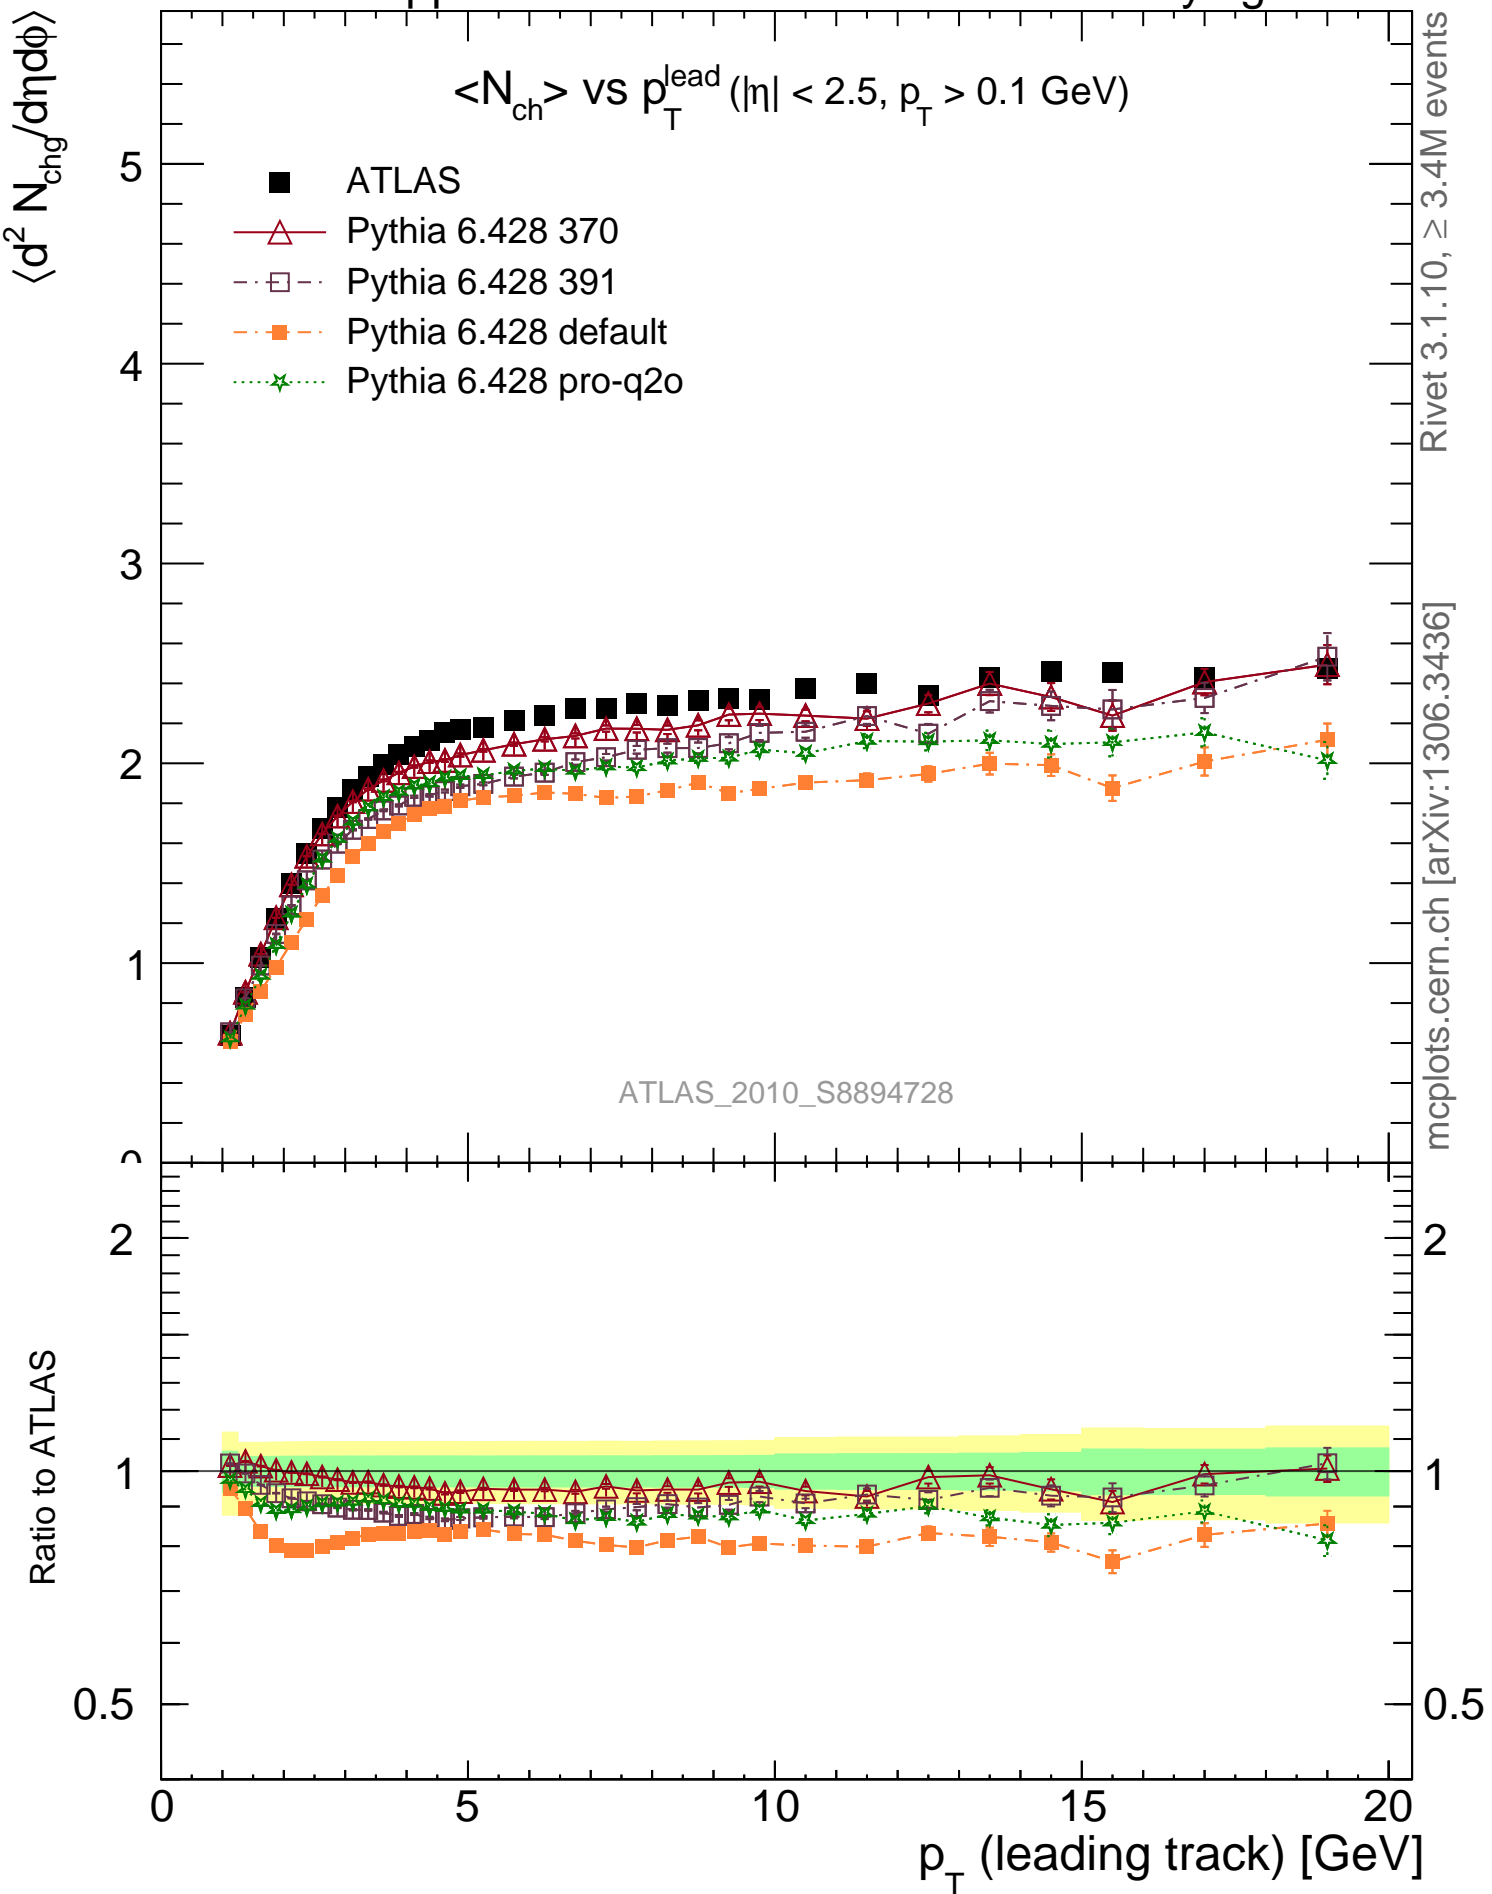 ⟨d² N_chg/dηdϕ⟩
<N_ch> vs p_T^lead (|η| < 2.5, p_T > 0.1 GeV)
ATLAS
Pythia 6.428 370
Pythia 6.428 391
Pythia 6.428 default
Pythia 6.428 pro-q2o
5
4
3
2
1
ATLAS_2010_S8894728
Rivet 3.1.10, ≥ 3.4M events
mcplots.cern.ch [arXiv:1306.3436]
Ratio to ATLAS
2
1
0.5
2
1
0.5
0
5
10
15
20
p_T (leading track) [GeV]